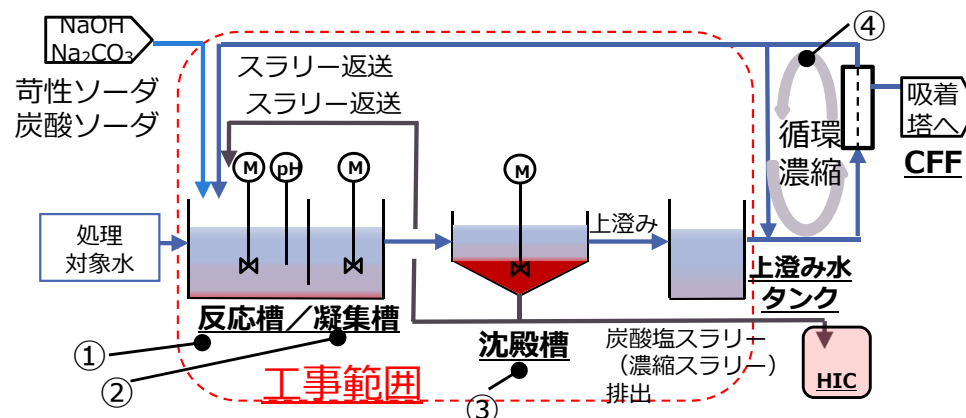 NaOH
Na₂CO₃
苛性ソーダ
炭酸ソーダ
スラリー返送
スラリー返送
④
循環
濃縮
吸着
塔へ
CFF
M
pH
M
M
処理
対象水
上澄み
上澄み水
タンク
反応槽／凝集槽
沈殿槽
炭酸塩スラリー
（濃縮スラリー）
排出
HIC
①
②
③
工事範囲